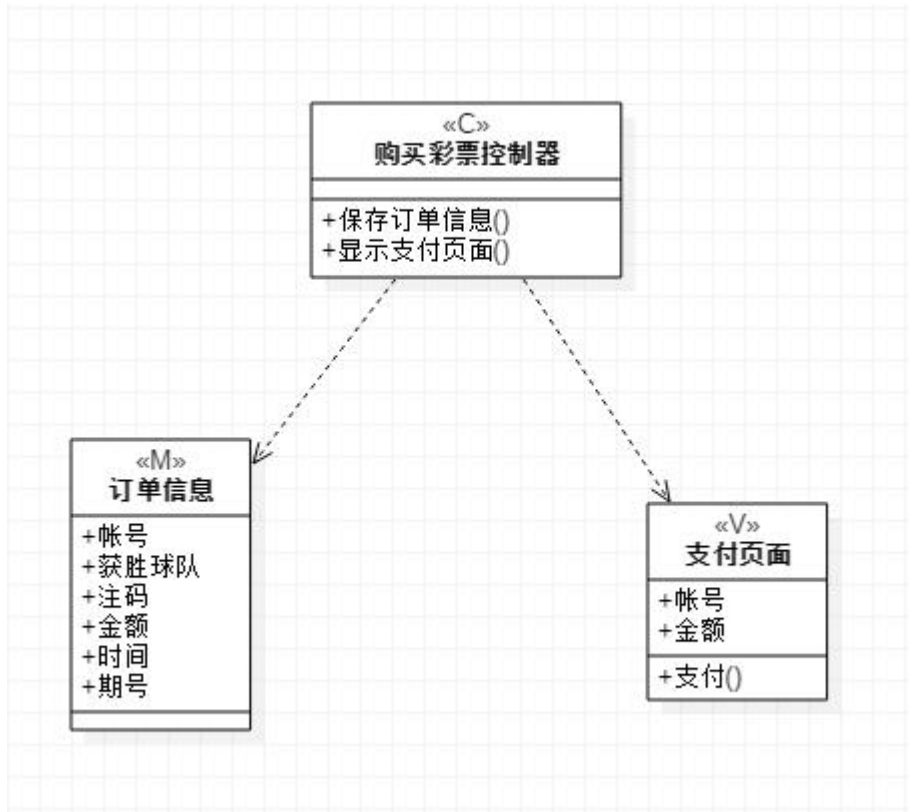 «C»
购买彩票控制器
+保存订单信息()
+显示支付页面()
«M»
订单信息
+帐号
+获胜球队
+注码
+金额
+时间
+期号
«V»
支付页面
+帐号
+金额
+支付()